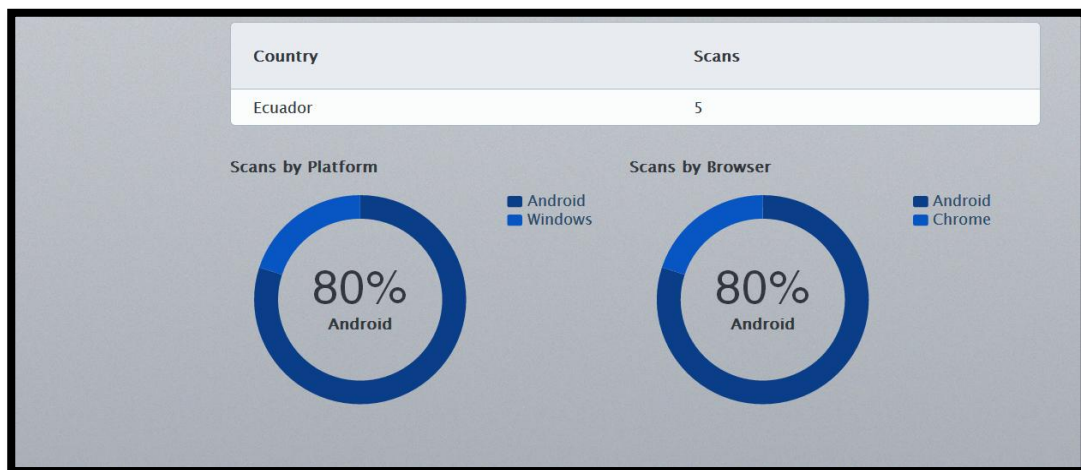 Country Scans
Ecuador 5
Scans by Platform
Android
Windows
80%
Android
Scans by Browser
Android
Chrome
80%
Android